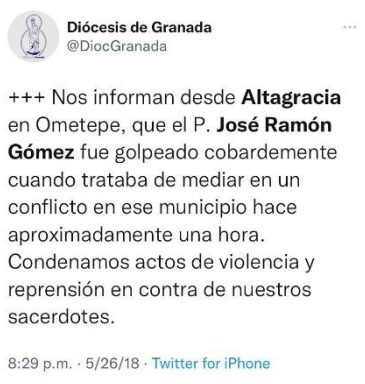 Diócesis de Granada
@DiocGranada
+++ Nos informan desde Altagracia
en Ometepe, que el P. José Ramón
Gómez fue golpeado cobardemente
cuando trataba de mediar en un
conflicto en ese municipio hace
aproximadamente una hora.
Condenamos actos de violencia y
reprensión en contra de nuestros
sacerdotes.
8:29 p.m. · 5/26/18 · Twitter for iPhone